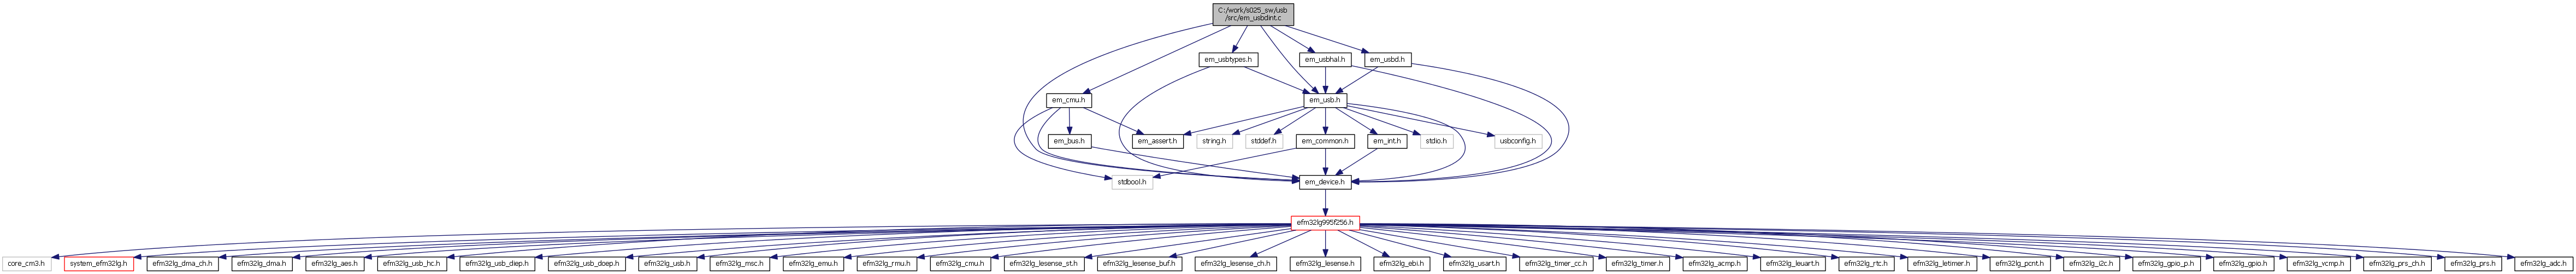 C:/work/s025_sw/usb
/src/em_usbdint.c
em_usbtypes.h
em_usbhal.h
em_usbd.h
em_cmu.h
em_usb.h
em_bus.h
em_assert.h
string.h
stddef.h
em_common.h
em_int.h
stdio.h
usbconfig.h
stdbool.h
em_device.h
efm32lg995f256.h
core_cm3.h
system_efm32lg.h
efm32lg_dma_ch.h
efm32lg_dma.h
efm32lg_aes.h
efm32lg_usb_hc.h
efm32lg_usb_diep.h
efm32lg_usb_doep.h
efm32lg_usb.h
efm32lg_msc.h
efm32lg_emu.h
efm32lg_rmu.h
efm32lg_cmu.h
efm32lg_lesense_st.h
efm32lg_lesense_buf.h
efm32lg_lesense_ch.h
efm32lg_lesense.h
efm32lg_ebi.h
efm32lg_usart.h
efm32lg_timer_cc.h
efm32lg_timer.h
efm32lg_acmp.h
efm32lg_leuart.h
efm32lg_rtc.h
efm32lg_letimer.h
efm32lg_pcnt.h
efm32lg_i2c.h
efm32lg_gpio_p.h
efm32lg_gpio.h
efm32lg_vcmp.h
efm32lg_prs_ch.h
efm32lg_prs.h
efm32lg_adc.h